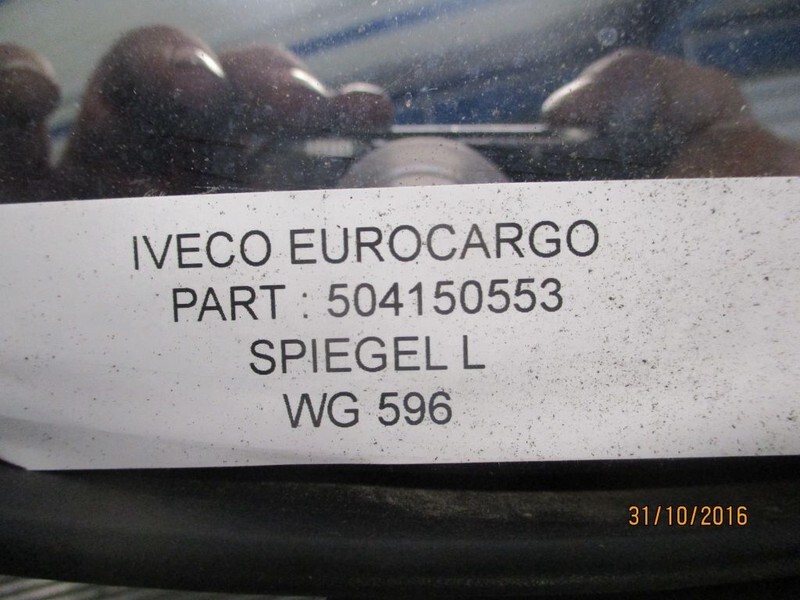 IVECO EUROCARGO
PART : 504150553
SPIEGEL L
WG 596
31/10/2016